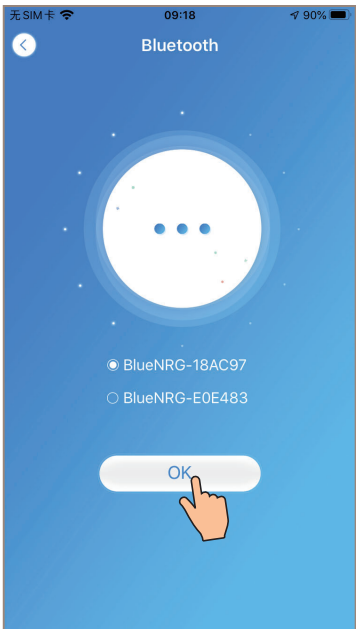 无SIM卡 09:18 90%
Bluetooth
BlueNRG-18AC97
BlueNRG-E0E483
OK